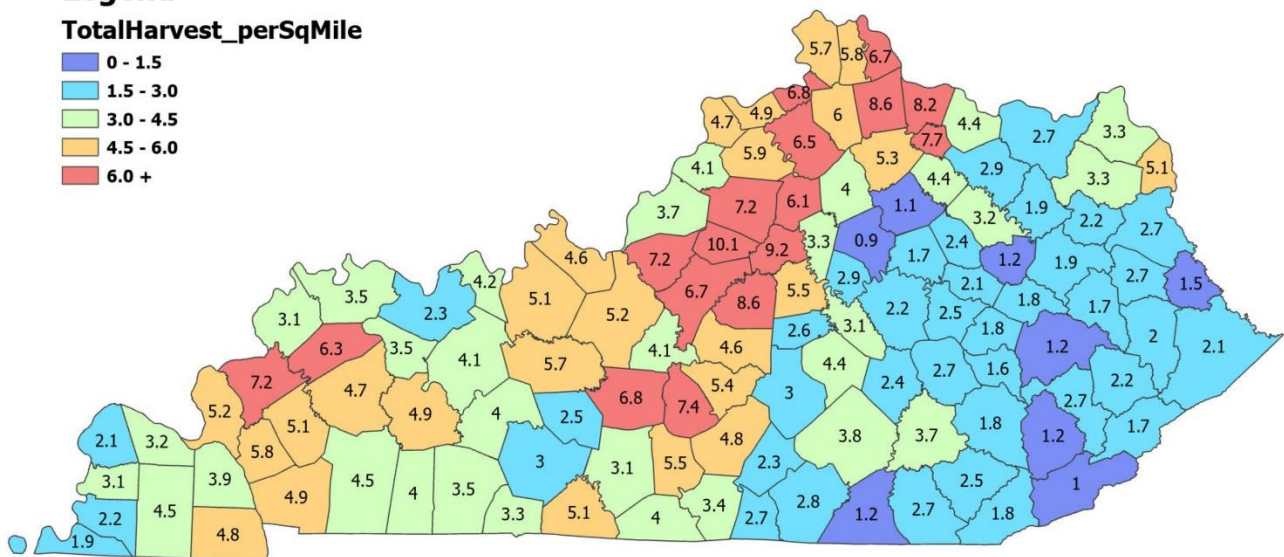 Legend
TotalHarvest_perSqMile
0 - 1.5
1.5 - 3.0
3.0 - 4.5
4.5 - 6.0
6.0 +
5.7 5.8 6.7
6.8 8.6 8.2
4.7 4.9 6 4.4 2.7 3.3
5.9 6.5 5.3 7.7
4.1 2.9 3.3 5.1
4 4.4
3.7 7.2 6.1 1.1 3.2 1.9 2.2 2.7
10.1 9.2 3.3 0.9 2.4
4.6 7.2 1.7 1.2 1.9 2.7
4.2 6.7 8.6 5.5 2.9 2.1 1.5
3.5 5.1 5.2 2.2 2.5 1.8 1.7
3.1 2.3 2.6 3.1 1.8 2 2.1
6.3 3.5 4.1 4.1 4.6 1.2
7.2 5.7 4.4 2.4 2.7 1.6 2.2
4.7 6.8 7.4 5.4 3 2.7
5.2 5.1 4.9 4 2.5 1.8 1.7
2.1 3.2 5.8 4.8 3.8 3.7 1.2
3.1 3.9 3 3.1 5.5 2.3
4.5 4.9 4.5 4 3.5 3.4 2.8 2.5 1
2.2 3.3 5.1 4 2.7 1.2 2.7 1.8
1.9 4.8